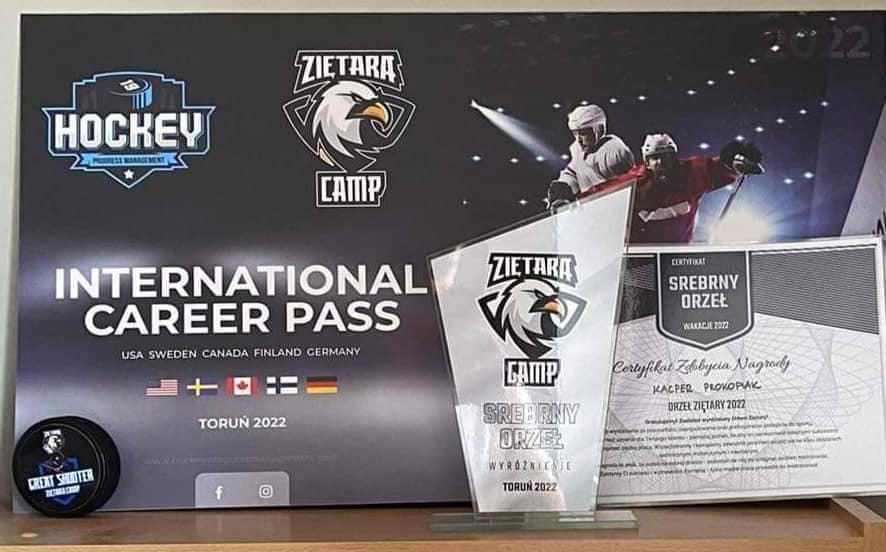 2022
HOCKEY
PROGRESS MANAGEMENT
ZIĘTARA
CAMP
INTERNATIONAL
CAREER PASS
USA SWEDEN CANADA FINLAND GERMANY
TORUŃ 2022
GREAT SHOOTER
ZIĘTARA CAMP
ZIĘTARA
CAMP
SREBRNY
ORZEŁ
WYRÓŻNIENIE
TORUŃ 2022
CERTYFIKAT
SREBRNY
ORZEŁ
WAKACJE 2022
Certyfikat Zdobycia Nagrody
KACPER PROKOPIAK
ORZEŁ ZIĘTARY 2022